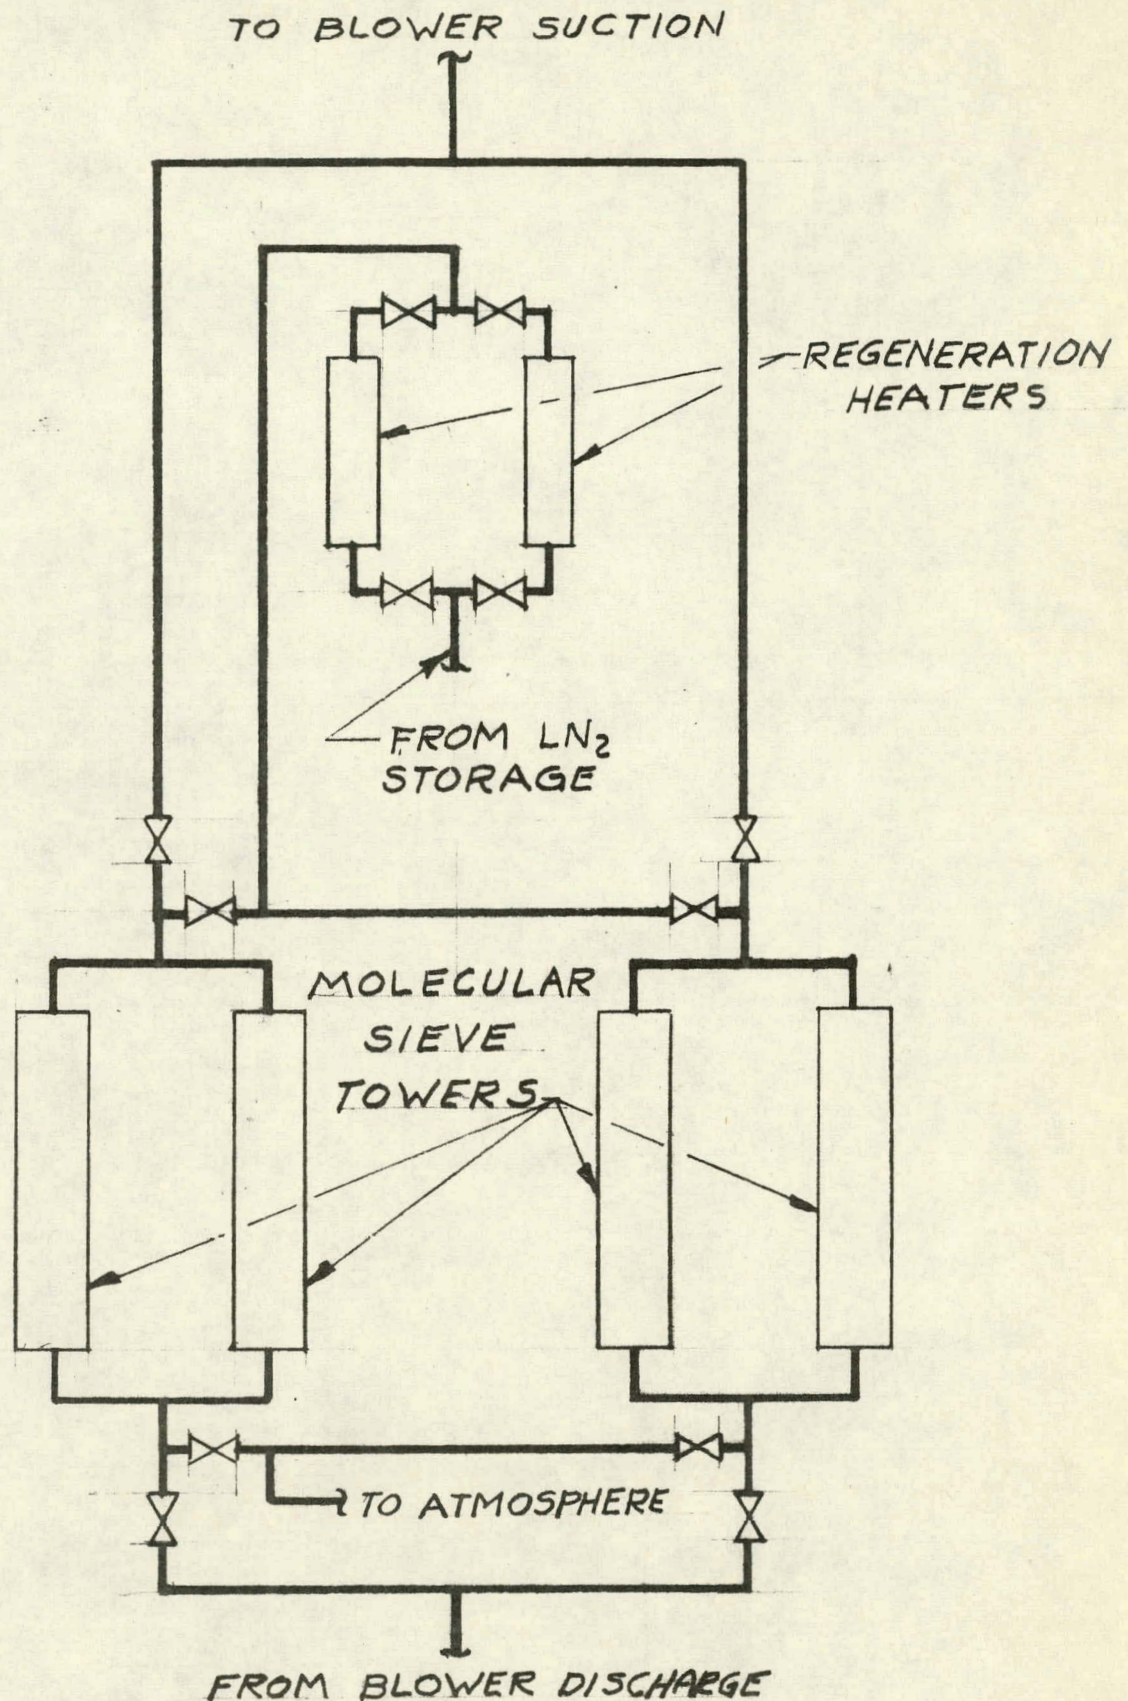 TO BLOWER SUCTION
REGENERATION
HEATERS
FROM LN₂
STORAGE
MOLECULAR
SIEVE
TOWERS
TO ATMOSPHERE
FROM BLOWER DISCHARGE